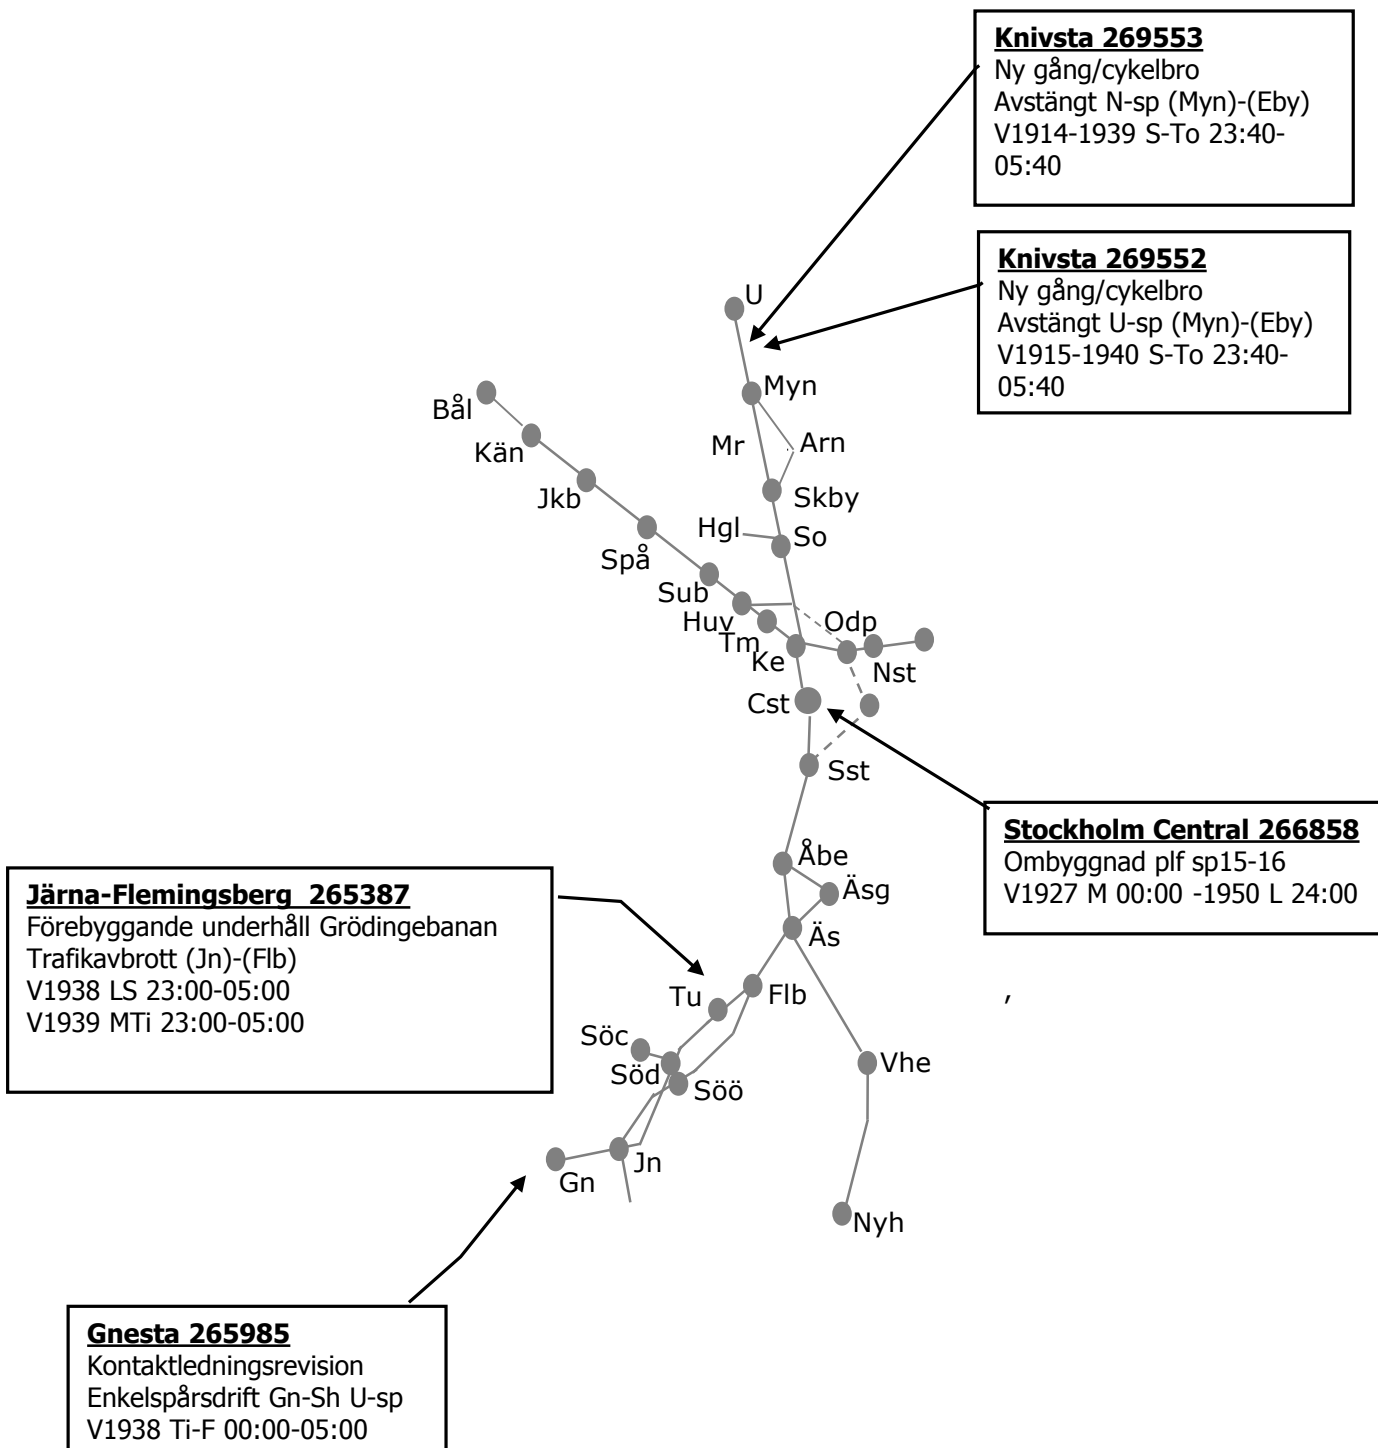 Knivsta 269553
Ny gång/cykelbro
Avstängt N-sp (Myn)-(Eby)
V1914-1939 S-To 23:40-
05:40
Knivsta 269552
Ny gång/cykelbro
Avstängt U-sp (Myn)-(Eby)
V1915-1940 S-To 23:40-
05:40
U
Myn
Bål
Kän
Mr
Arn
Jkb
Skby
Hgl
So
Spå
Sub
Huv
Odp
Tm
Ke
Nst
Cst
Sst
Stockholm Central 266858
Ombyggnad plf sp15-16
V1927 M 00:00 -1950 L 24:00
Åbe
Äsg
Äs
Järna-Flemingsberg 265387
Förebyggande underhåll Grödingebanan
Trafikavbrott (Jn)-(Flb)
V1938 LS 23:00-05:00
V1939 MTi 23:00-05:00
Flb
Tu
,
Söc
Söd
Söö
Vhe
Jn
Gn
Nyh
Gnesta 265985
Kontaktledningsrevision
Enkelspårsdrift Gn-Sh U-sp
V1938 Ti-F 00:00-05:00